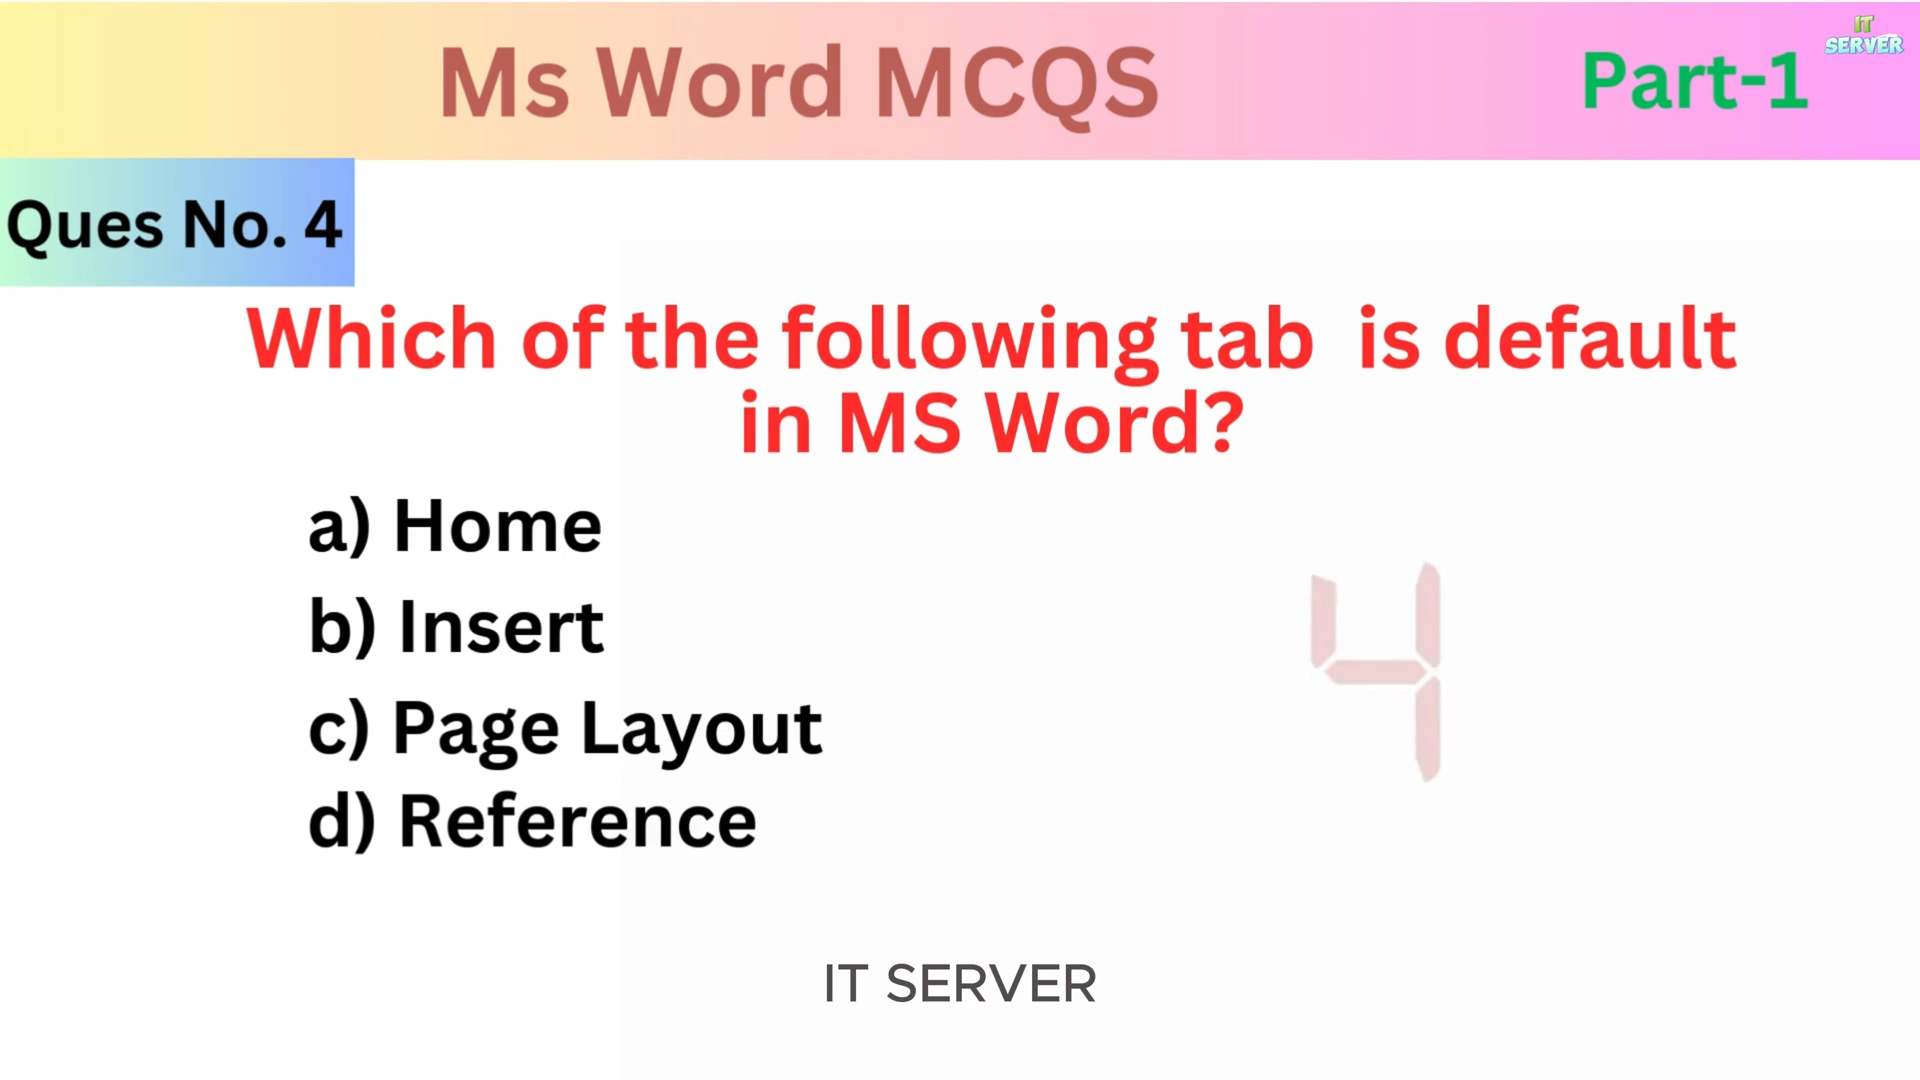 Ms Word MCQS
Part-1
IT
SERVER
Ques No. 4
Which of the following tab is default
in MS Word?
a) Home
b) Insert
c) Page Layout
d) Reference
4
IT SERVER